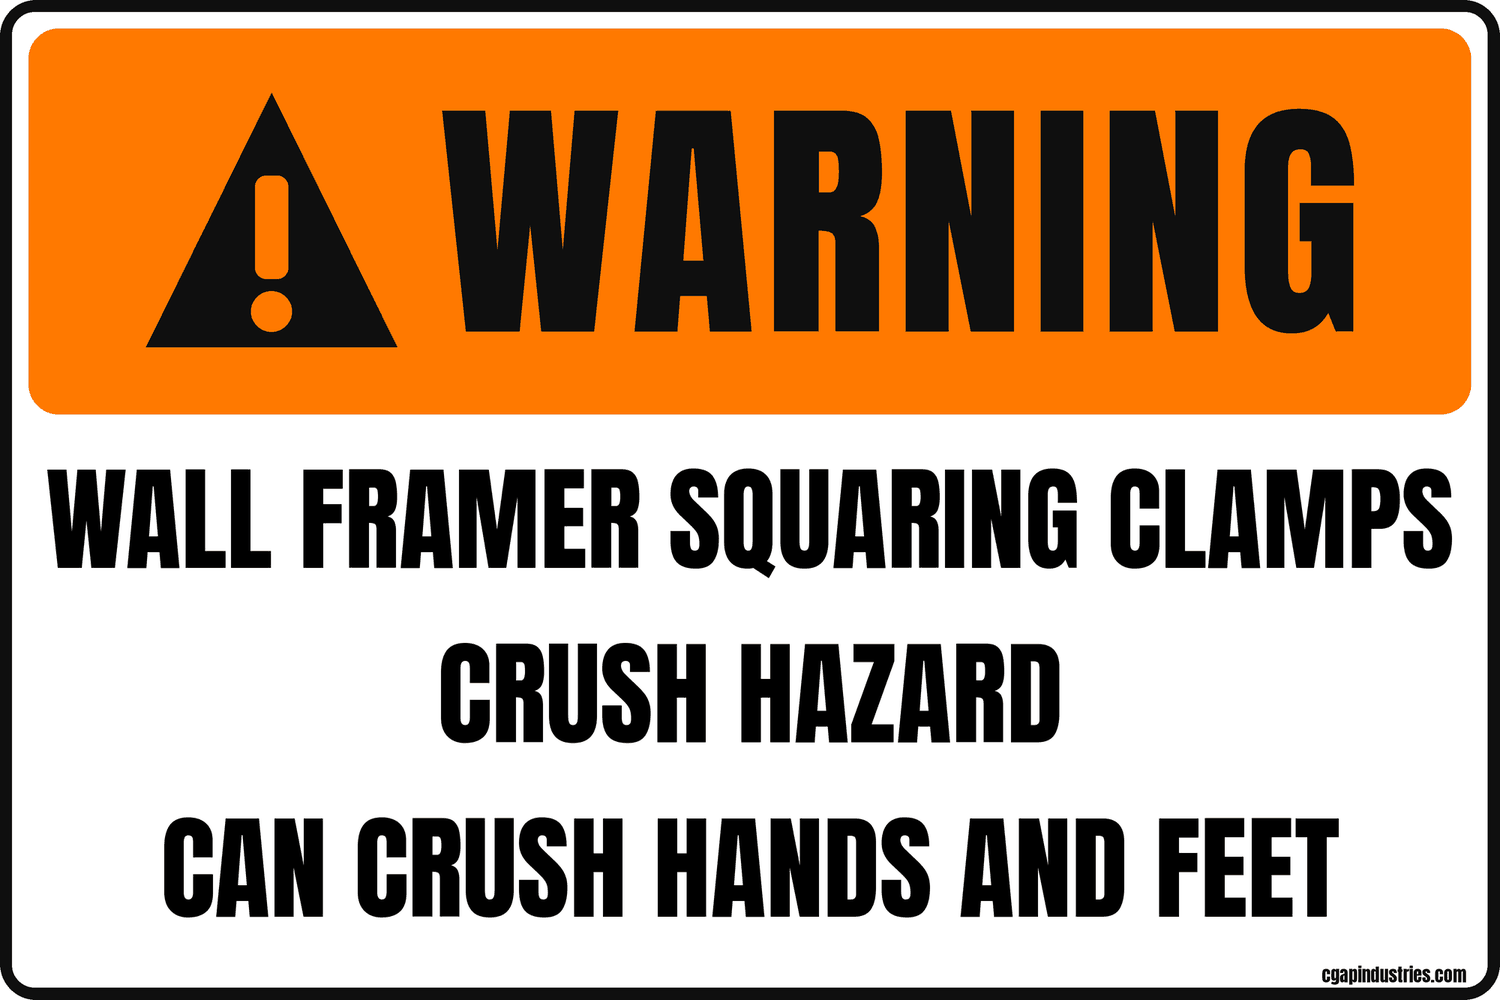 WARNING
WALL FRAMER SQUARING CLAMPS
CRUSH HAZARD
CAN CRUSH HANDS AND FEET
cgapindustries.com